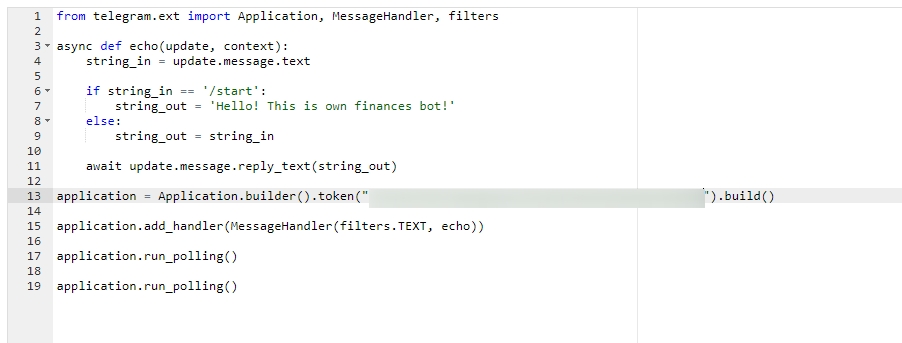 1 from telegram.ext import Application, MessageHandler, filters
2
3 async def echo(update, context):
4     string_in = update.message.text
5
6     if string_in == '/start':
7         string_out = 'Hello! This is own finances bot!'
8     else:
9         string_out = string_in
10
11     await update.message.reply_text(string_out)
12
13 application = Application.builder().token("").build()
14
15 application.add_handler(MessageHandler(filters.TEXT, echo))
16
17 application.run_polling()
18
19 application.run_polling()